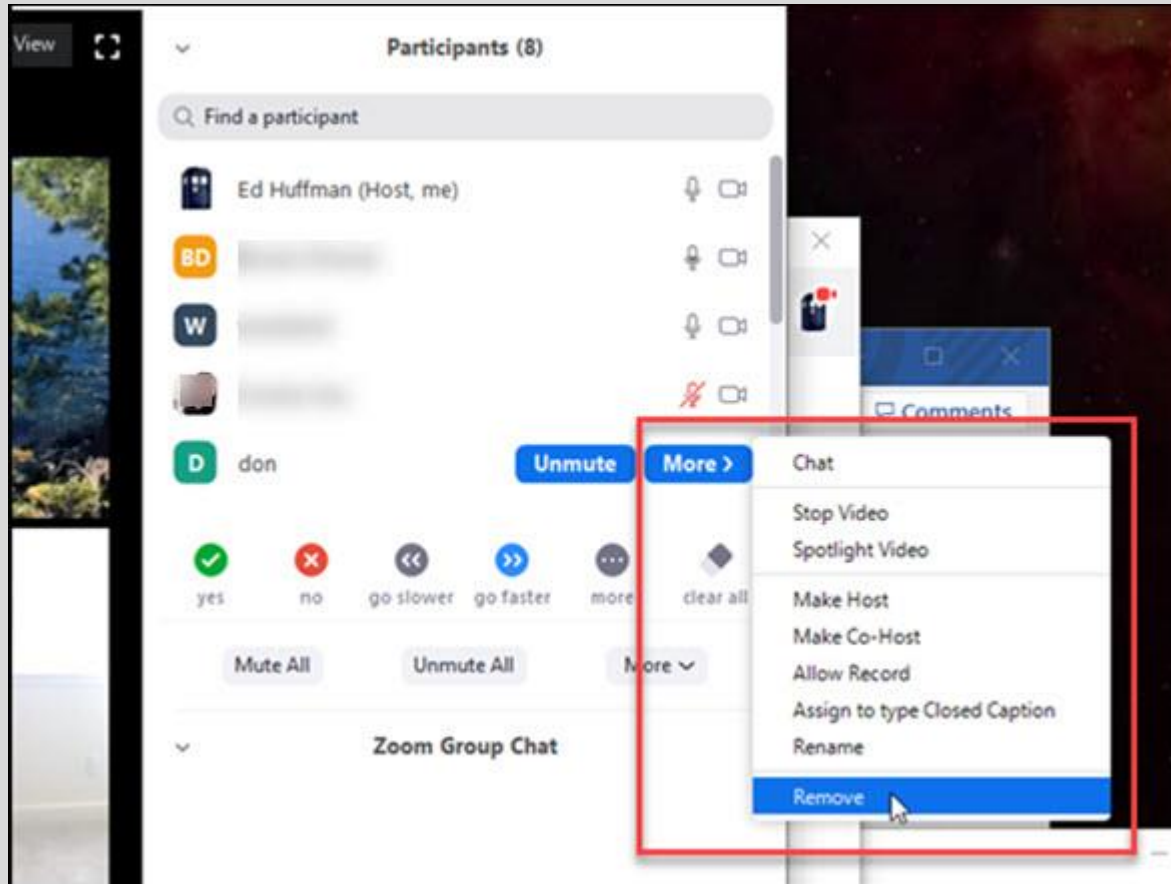 View
Participants (8)
Find a participant
Ed Huffman (Host, me)
BD
W
D don Unmute More >
Comments
Chat
Stop Video
Spotlight Video
Make Host
Make Co-Host
Allow Record
Assign to type Closed Caption
Rename
Remove
yes no go slower go faster more clear all
Mute All Unmute All More
Zoom Group Chat